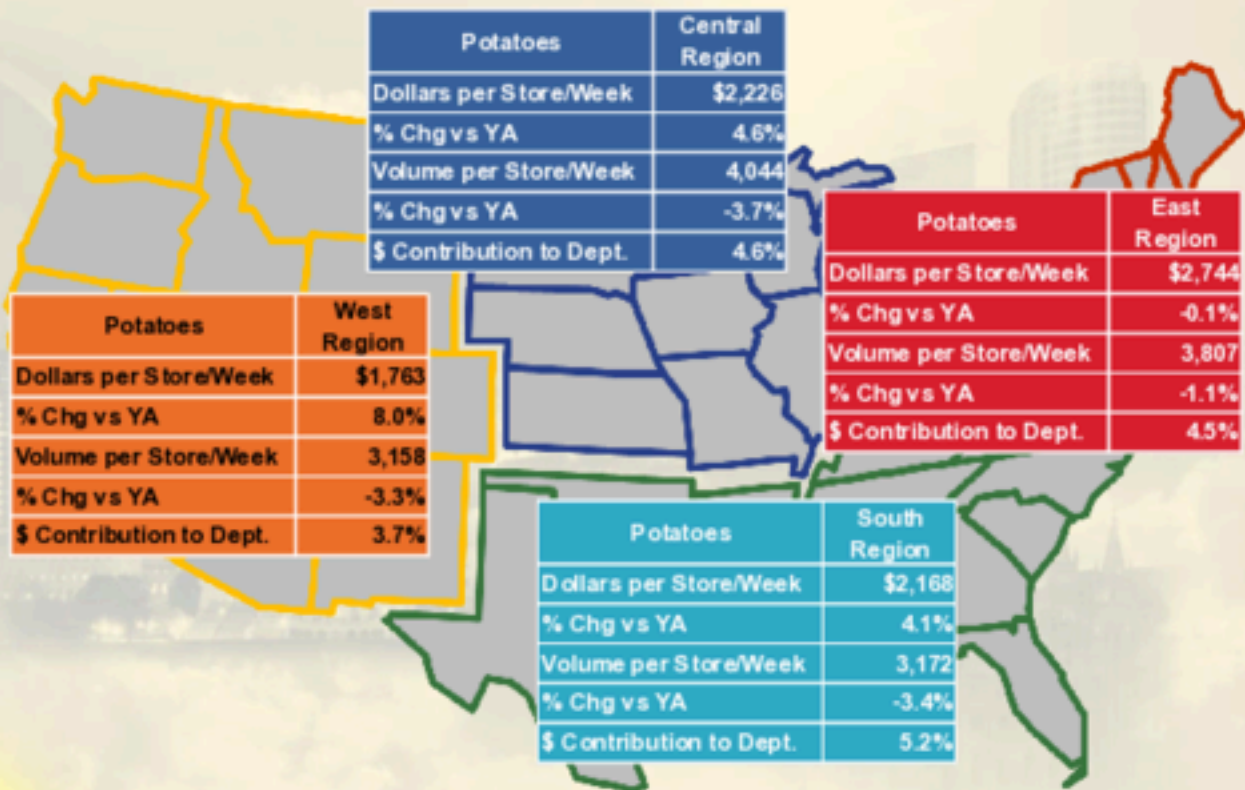 Potatoes Central
Region
Dollars per Store/Week $2,226
% Chg vs YA 4.6%
Volume per Store/Week 4,044
% Chg vs YA -3.7%
$ Contribution to Dept. 4.6%
Potatoes East
Region
Dollars per Store/Week $2,744
% Chg vs YA -0.1%
Volume per Store/Week 3,807
% Chg vs YA -1.1%
$ Contribution to Dept. 4.5%
Potatoes West
Region
Dollars per Store/Week $1,763
% Chg vs YA 8.0%
Volume per Store/Week 3,158
% Chg vs YA -3.3%
$ Contribution to Dept. 3.7%
Potatoes South
Region
Dollars per Store/Week $2,168
% Chg vs YA 4.1%
Volume per Store/Week 3,172
% Chg vs YA -3.4%
$ Contribution to Dept. 5.2%